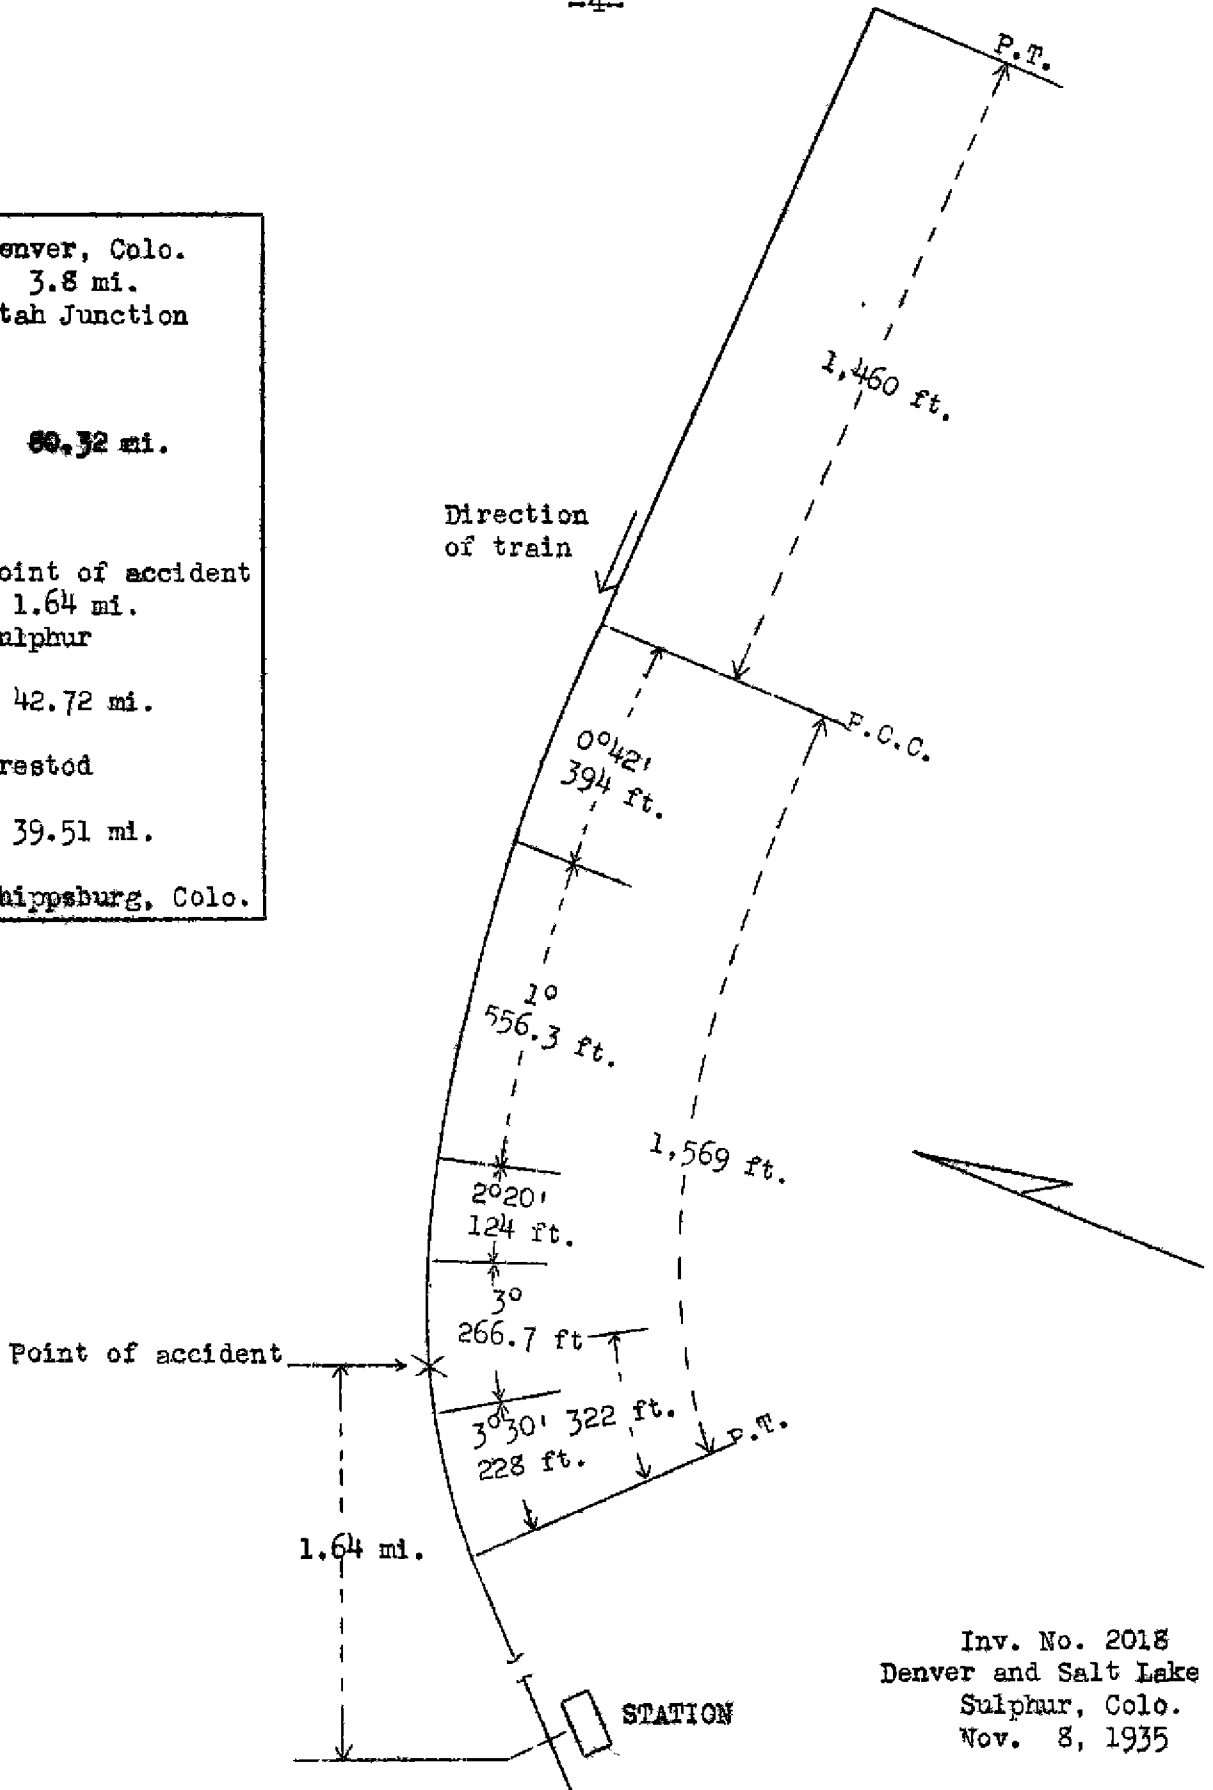 -4-
P.T.
enver, Colo.
3.8 mi.
tah Junction
80.32 mi.
oint of accident
1.64 mi.
ulphur
42.72 mi.
restod
39.51 mi.
hippsburg, Colo.
1,460 ft.
Direction
of train
P.C.C.
0°42'
394 ft.
1°
556.3 ft.
1,569 ft.
2°20'
124 ft.
3°
266.7 ft
Point of accident
3°30' 322 ft.
228 ft.
P.T.
1.64 mi.
STATION
Inv. No. 2018
Denver and Salt Lake
Sulphur, Colo.
Nov. 8, 1935